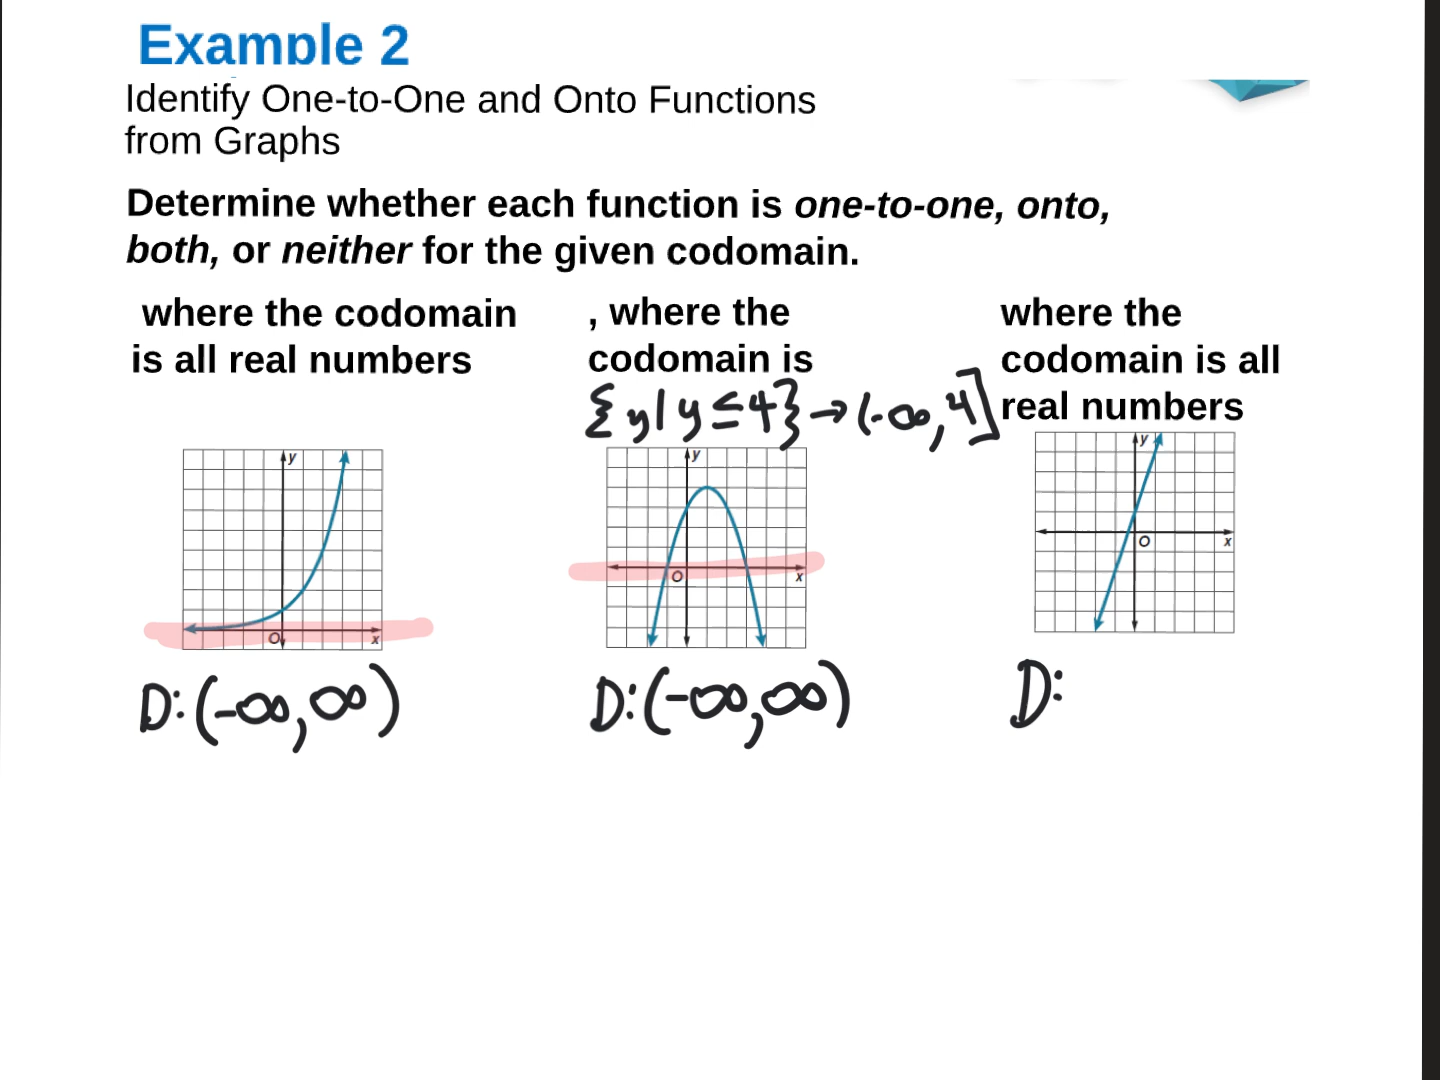 Example 2
Identify One-to-One and Onto Functions
from Graphs
Determine whether each function is one-to-one, onto,
both, or neither for the given codomain.
where the codomain
is all real numbers
, where the
codomain is
{y|y≤4}→(-∞,4]
where the
codomain is all
real numbers
y
O
x
y
O
x
y
O
x
D:(-∞,∞)
D:(-∞,∞)
D: